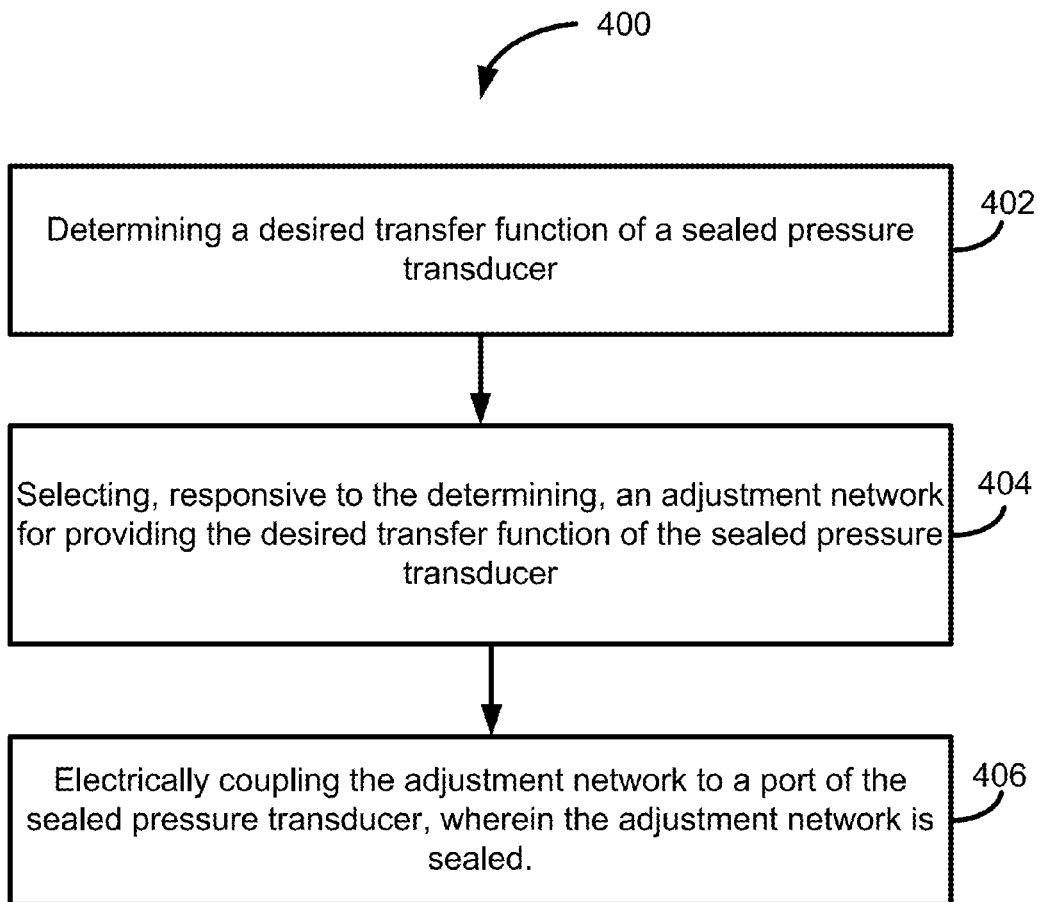 400
Determining a desired transfer function of a sealed pressure
transducer
402
Selecting, responsive to the determining, an adjustment network
for providing the desired transfer function of the sealed pressure
transducer
404
Electrically coupling the adjustment network to a port of the
sealed pressure transducer, wherein the adjustment network is
sealed.
406